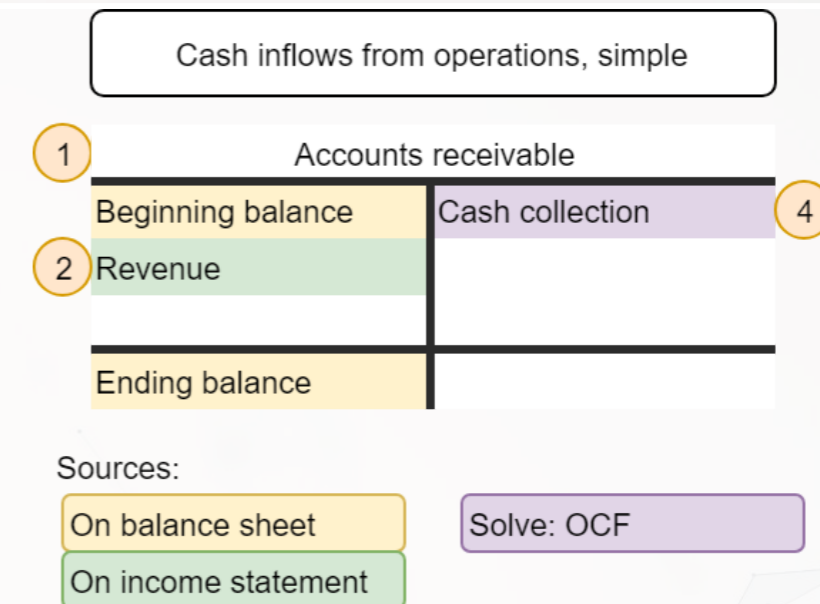 Cash inflows from operations, simple
1
Accounts receivable
Beginning balance
Cash collection
4
2
Revenue
Ending balance
Sources:
On balance sheet
Solve: OCF
On income statement